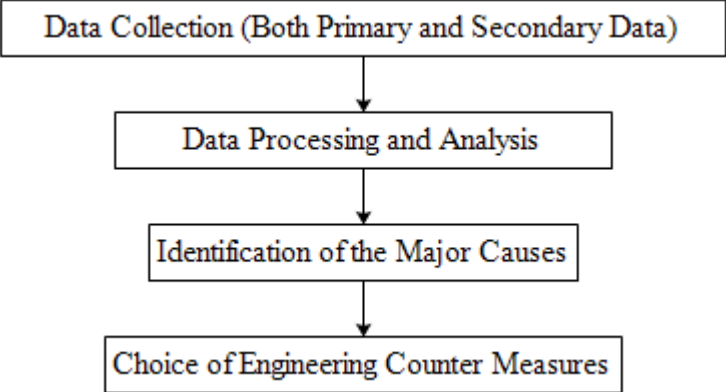 Data Collection (Both Primary and Secondary Data)
Data Processing and Analysis
Identification of the Major Causes
Choice of Engineering Counter Measures